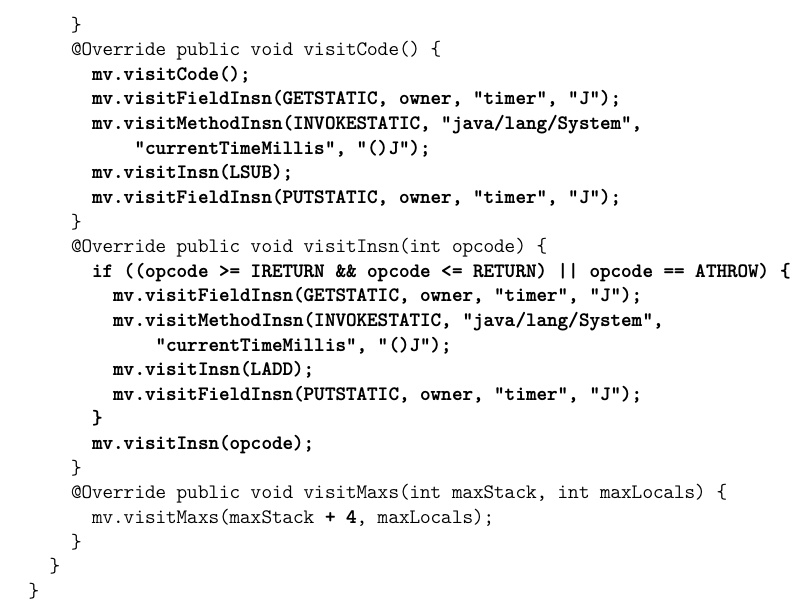 }
    @Override public void visitCode() {
      mv.visitCode();
      mv.visitFieldInsn(GETSTATIC, owner, "timer", "J");
      mv.visitMethodInsn(INVOKESTATIC, "java/lang/System",
          "currentTimeMillis", "()J");
      mv.visitInsn(LSUB);
      mv.visitFieldInsn(PUTSTATIC, owner, "timer", "J");
    }
    @Override public void visitInsn(int opcode) {
      if ((opcode >= IRETURN && opcode <= RETURN) || opcode == ATHROW) {
        mv.visitFieldInsn(GETSTATIC, owner, "timer", "J");
        mv.visitMethodInsn(INVOKESTATIC, "java/lang/System",
            "currentTimeMillis", "()J");
        mv.visitInsn(LADD);
        mv.visitFieldInsn(PUTSTATIC, owner, "timer", "J");
      }
      mv.visitInsn(opcode);
    }
    @Override public void visitMaxs(int maxStack, int maxLocals) {
      mv.visitMaxs(maxStack + 4, maxLocals);
    }
  }
}